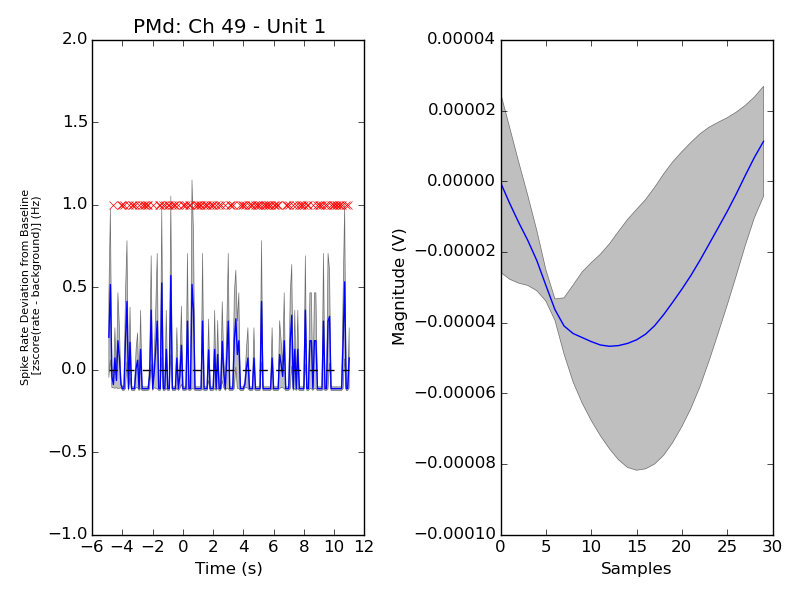 PMd: Ch 49 - Unit 1
Spike Rate Deviation from Baseline
[zscore(rate - background)] (Hz)
2.0
1.5
1.0
0.5
0.0
−0.5
−1.0
−6 −4 −2 0 2 4 6 8 10 12
Time (s)
Magnitude (V)
0.00004
0.00002
0.00000
−0.00002
−0.00004
−0.00006
−0.00008
−0.00010
0 5 10 15 20 25 30
Samples